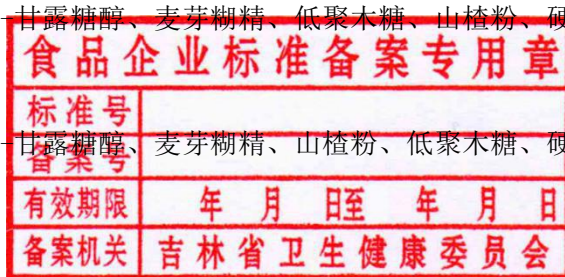 -甘露糖醇、麦芽糊精、低聚木糖、山楂粉、硬
食品企业标准备案专用章
标准号
-甘露糖醇、麦芽糊精、山楂粉、低聚木糖、硬
备案号
有效期限 年 月 日至 年 月 日
备案机关 吉林省卫生健康委员会